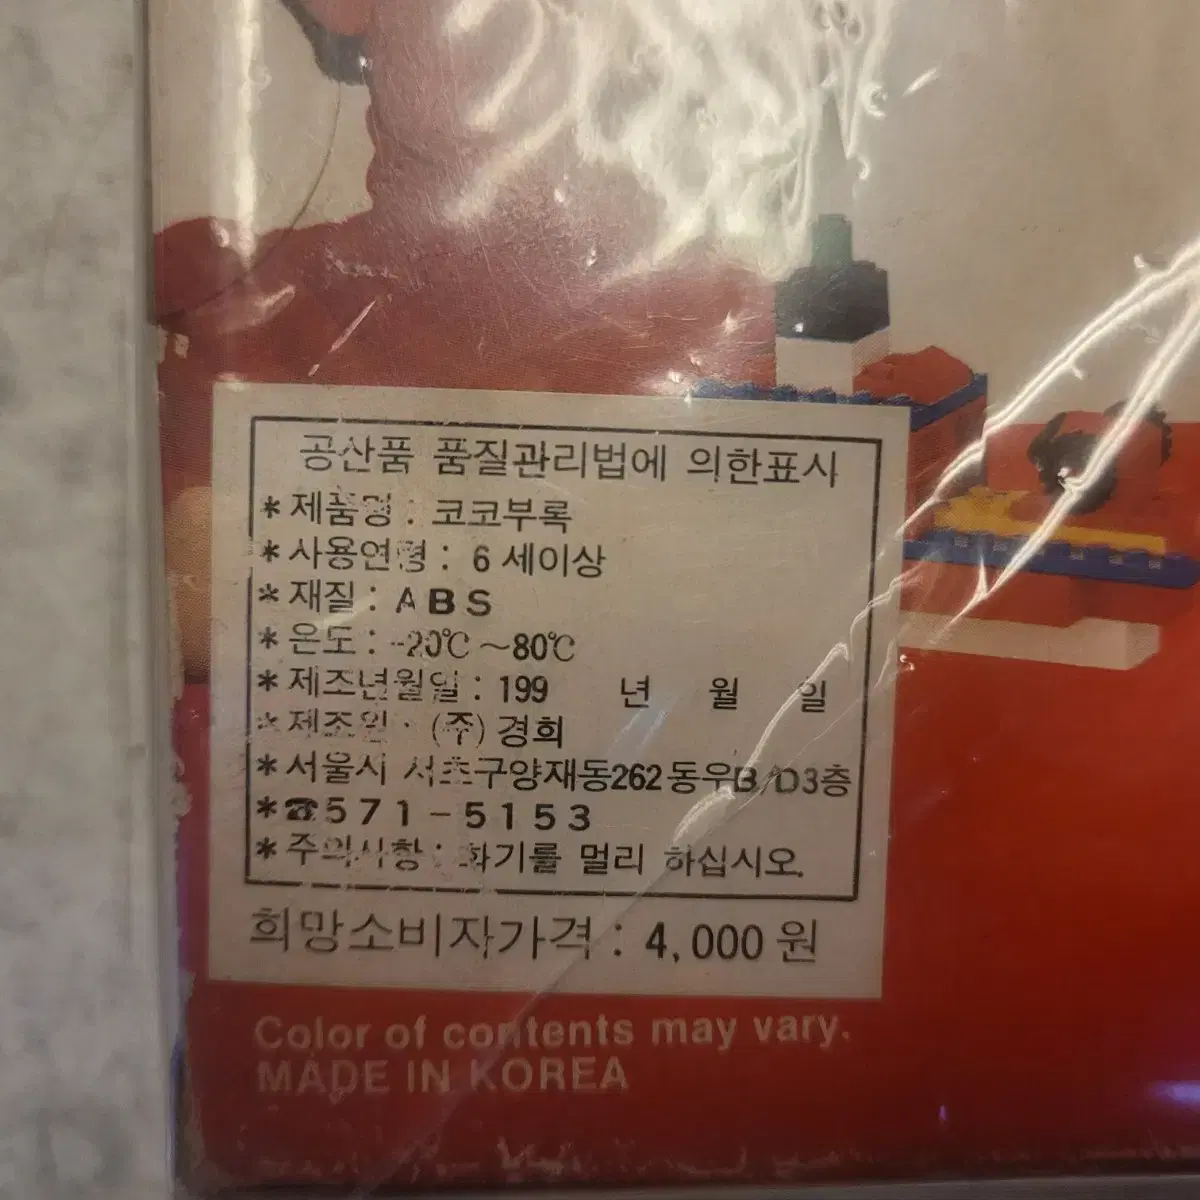 공산품 품질관리법에 의한표시
* 제품명 : 코코부록
* 사용연령 : 6 세이상
* 재질 : ABS
* 온도 : -20℃ ~80℃
* 제조년월일 : 199 년 월 일
* 제조원 : (주) 경희
* 서울시 서초구양재동262동우B/D3층
* ☎571-5153
* 주의사항 : 화기를 멀리 하십시오.
희망소비자가격 : 4,000 원
Color of contents may vary.
MADE IN KOREA